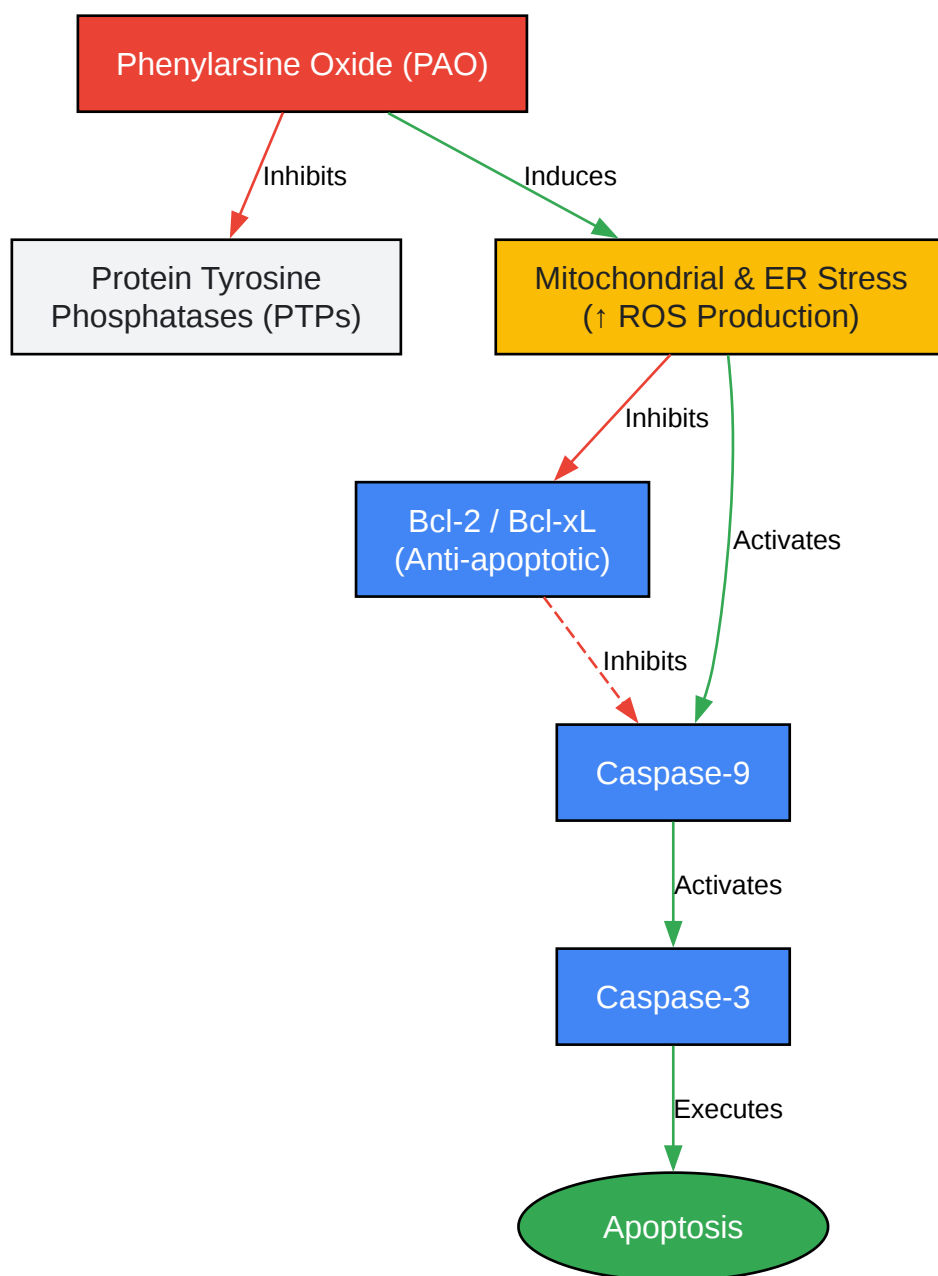 Phenylarsine Oxide (PAO)
Inhibits
Induces
Protein Tyrosine
Phosphatases (PTPs)
Mitochondrial & ER Stress
(↑ ROS Production)
Inhibits
Bcl-2 / Bcl-xL
(Anti-apoptotic)
Activates
Inhibits
Caspase-9
Activates
Caspase-3
Executes
Apoptosis